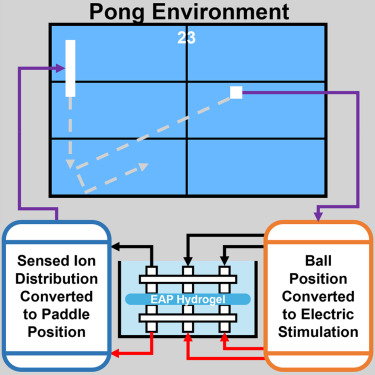 Pong Environment
23
Sensed Ion
Distribution
Converted
to Paddle
Position
EAP Hydrogel
Ball
Position
Converted
to Electric
Stimulation